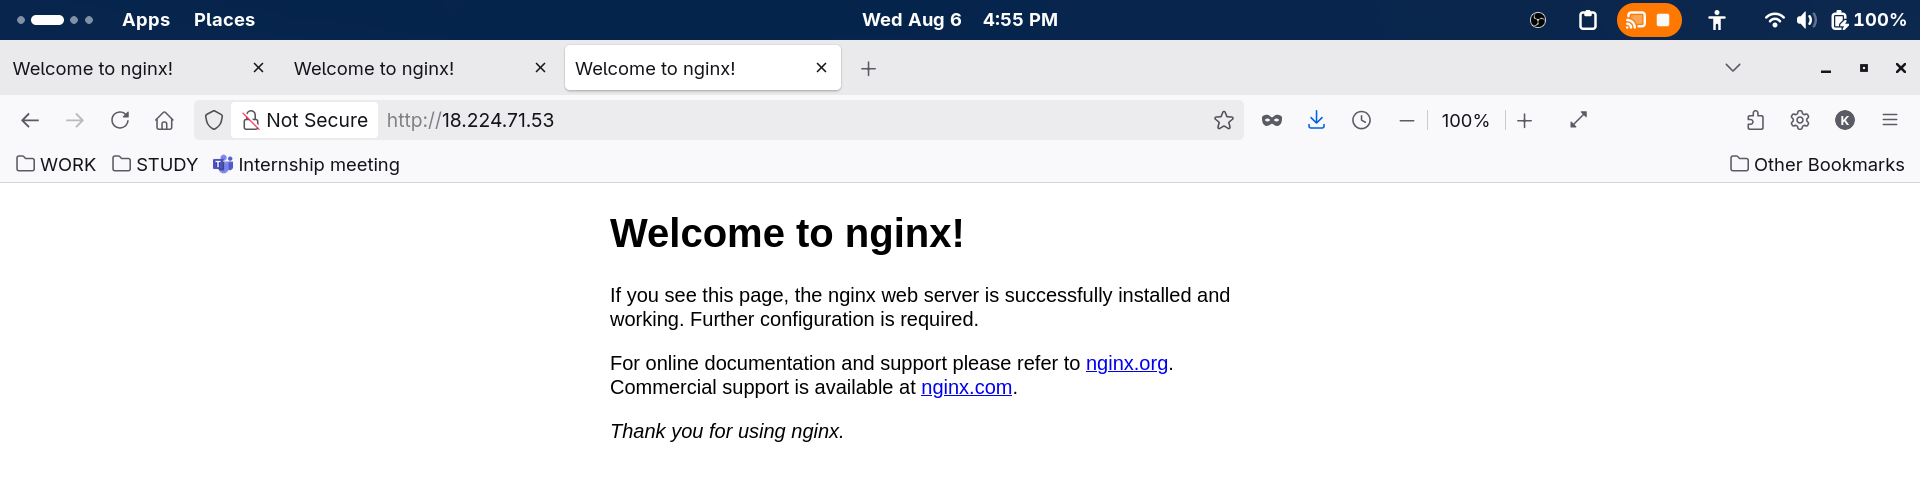 Apps Places Wed Aug 6 4:55 PM 100%
Welcome to nginx! Welcome to nginx! Welcome to nginx!
Not Secure http://18.224.71.53 100% K
WORK STUDY Internship meeting Other Bookmarks
Welcome to nginx!
If you see this page, the nginx web server is successfully installed and
working. Further configuration is required.
For online documentation and support please refer to nginx.org.
Commercial support is available at nginx.com.
Thank you for using nginx.